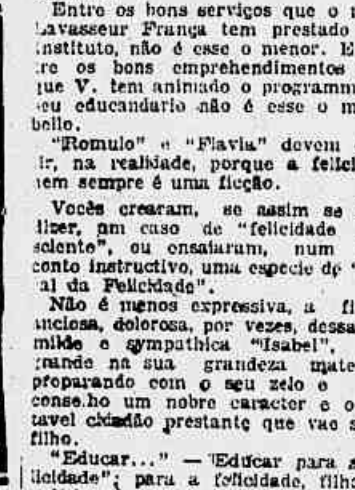 Entre os bons serviços que o
Lavasseur França tem prestado
instituto, não é esse o menor. E
re os bons emprehendimentos
que V. tem animado o programm
seu educandario não é esse o m
bello.
"Romulo" e "Flavia" devem
ir, na realidade, porque a felici
nem sempre é uma ficção.
Vocês crearam, se assim se
dizer, um caso de "felicidade
sciente", ou ensaiaram, num
conto instructivo, uma especie de "
al da Felicidade".
Não é menos expressiva, a fi
anciosa, dolorosa, por vezes, dessa
milde e sympathica "Isabel",
grande na sua grandeza mate
preparando com o seu zelo e
conselho um nobre caracter e o
tavel cidadão prestante que vae s
filho.
"Educar..." — "Educar para a
licidade"; para a felicidade, filho